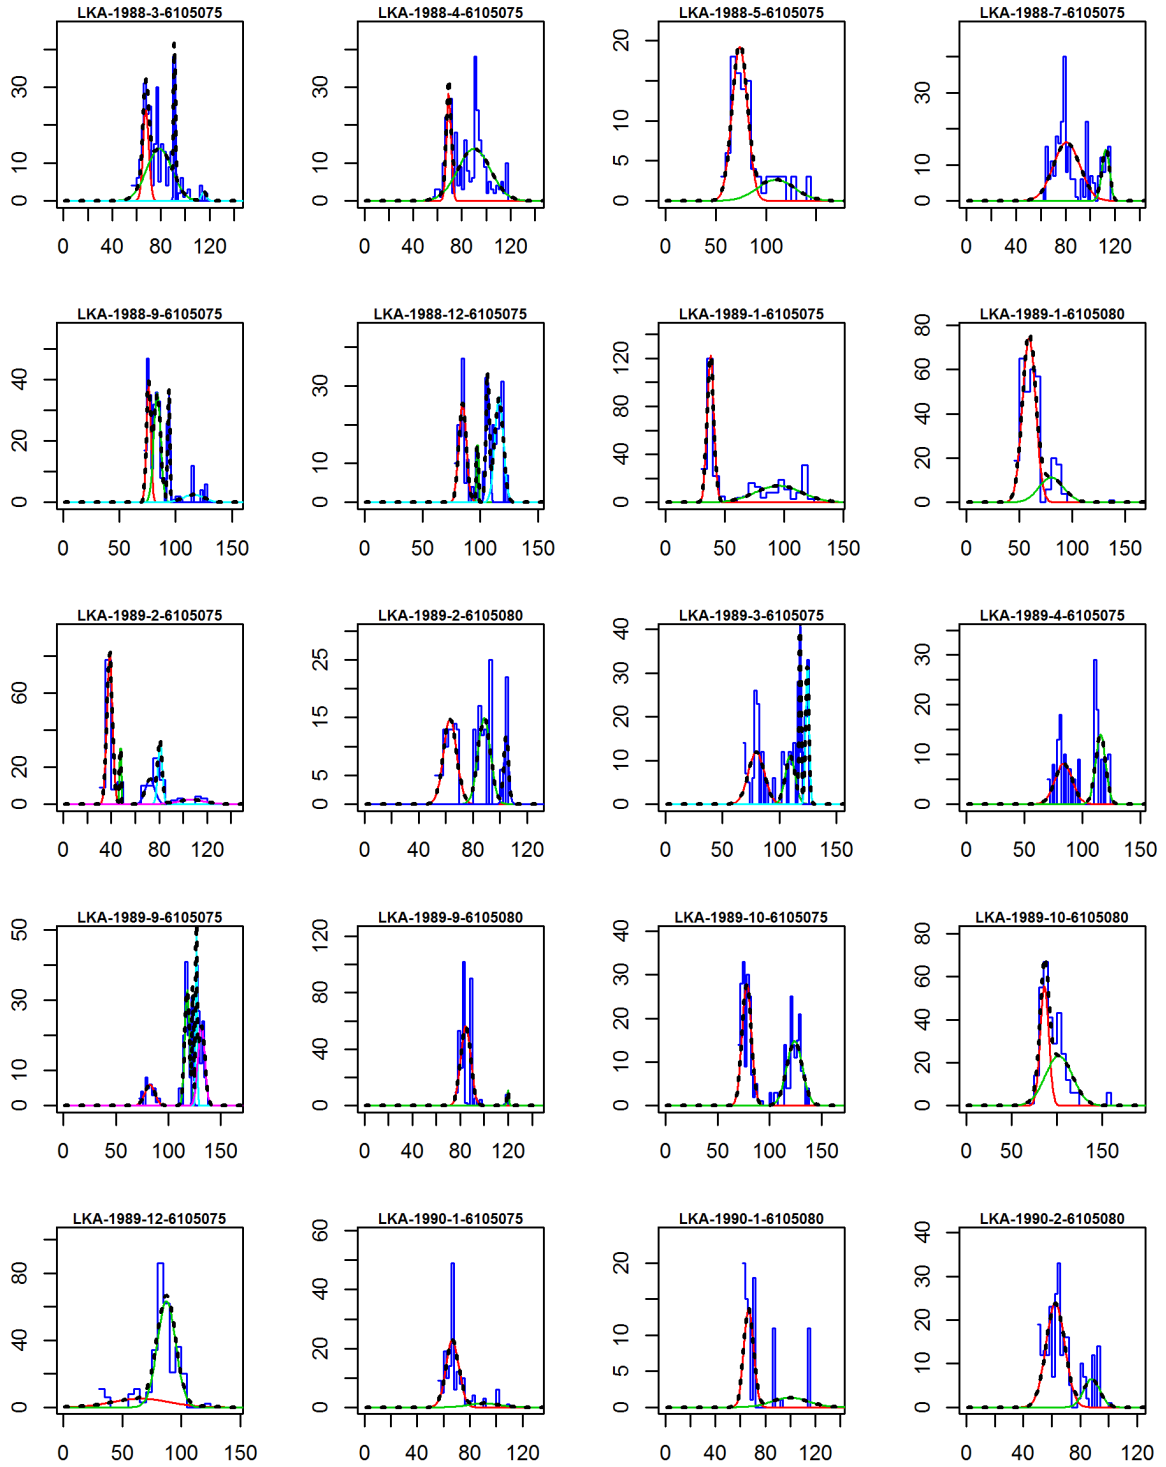 LKA-1988-3-6105075 LKA-1988-4-6105075 LKA-1988-5-6105075 LKA-1988-7-6105075
0 10 30
0 40 80 120
0 10 30
0 40 80 120
0 5 10 20
50 100
0 10 30
0 40 80 120
LKA-1988-9-6105075 LKA-1988-12-6105075 LKA-1989-1-6105075 LKA-1989-1-6105080
0 20 40
0 50 100 150
0 10 30
0 50 100 150
0 40 80 120
0 50 100 150
0 20 40 60 80
0 50 100 150
LKA-1989-2-6105075 LKA-1989-2-6105080 LKA-1989-3-6105075 LKA-1989-4-6105075
0 20 60
0 40 80 120
0 5 15 25
0 40 80 120
0 10 20 30 40
0 50 100 150
0 10 20 30
0 50 100 150
LKA-1989-9-6105075 LKA-1989-9-6105080 LKA-1989-10-6105075 LKA-1989-10-6105080
0 10 30 50
0 50 100 150
0 40 80 120
0 40 80 120
0 10 20 30 40
0 50 100 150
0 20 40 60 80
50 100 150
LKA-1989-12-6105075 LKA-1990-1-6105075 LKA-1990-1-6105080 LKA-1990-2-6105080
0 40 80
0 50 100 150
0 20 40 60
0 40 80 120
0 5 10 20
0 40 80 120
0 10 20 30 40
0 40 80 120